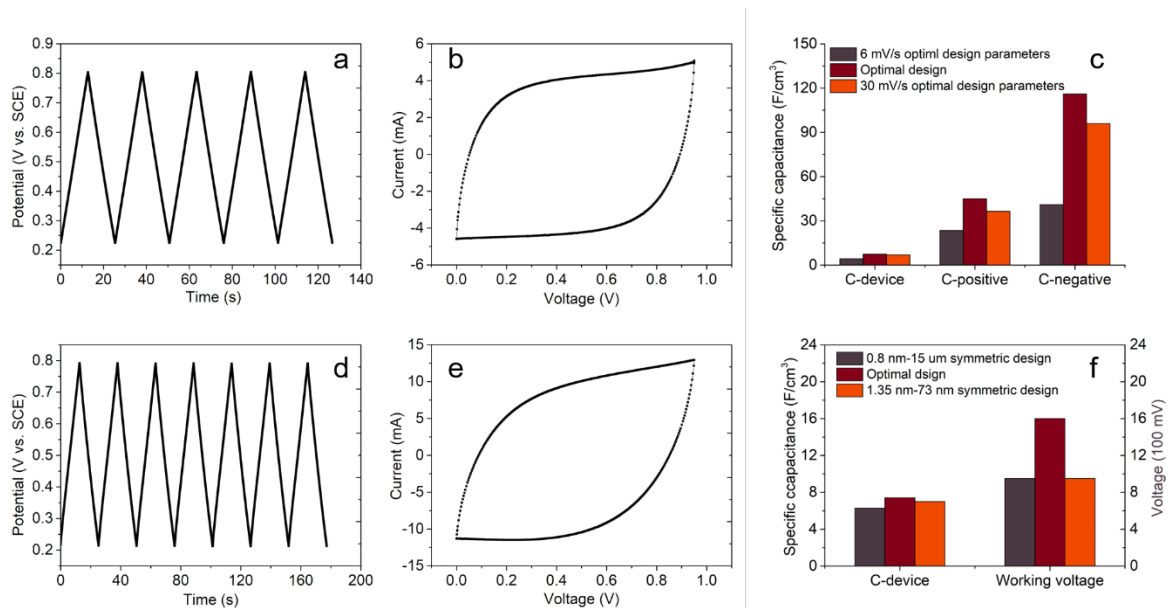 a
0.9
0.8
0.7
0.6
0.5
0.4
0.3
0.2
Potential (V vs. SCE)
0 20 40 60 80 100 120 140
Time (s)
b
6
4
2
0
-2
-4
-6
Current (mA)
0.0 0.2 0.4 0.6 0.8 1.0
Voltage (V)
c
6 mV/s optiml design parameters
Optimal design
30 mV/s optimal design parameters
150
120
90
60
30
0
Specific capacitance (F/cm³)
C-device C-positive C-negative
d
0.8
0.7
0.6
0.5
0.4
0.3
0.2
Potential (V vs. SCE)
0 40 80 120 160 200
Time (s)
e
15
10
5
0
-5
-10
-15
Current (mA)
0.0 0.2 0.4 0.6 0.8 1.0
Voltage (V)
f
0.8 nm-15 um symmetric design
Optimal dsign
1.35 nm-73 nm symmetric design
24
20
16
12
8
4
0
Specific ccapacitance (F/cm³)
24
20
16
12
8
4
0
Voltage (100 mV)
C-device Working voltage